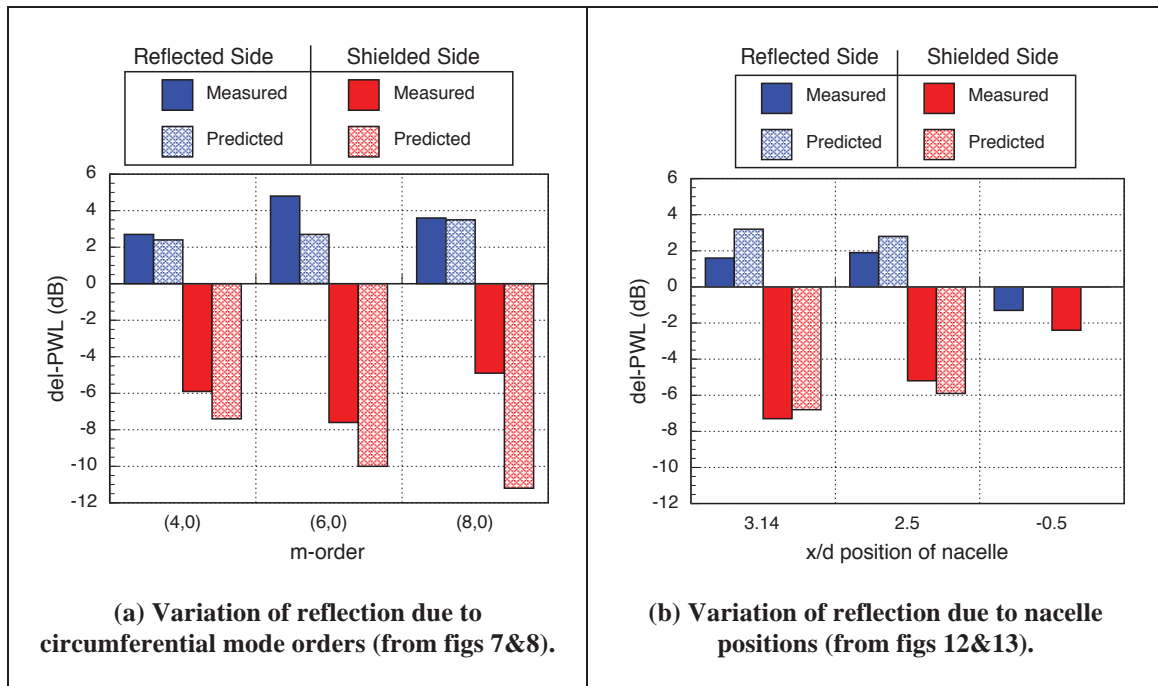 Reflected Side Shielded Side
Measured Measured
Predicted Predicted
6
4
2
0
-2
-4
-6
-8
-10
-12
del-PWL (dB)
(4,0) (6,0) (8,0)
m-order
(a) Variation of reflection due to
circumferential mode orders (from figs 7&8).
Reflected Side Shielded Side
Measured Measured
Predicted Predicted
6
4
2
0
-2
-4
-6
-8
-10
-12
del-PWL (dB)
3.14 2.5 -0.5
x/d position of nacelle
(b) Variation of reflection due to nacelle
positions (from figs 12&13).